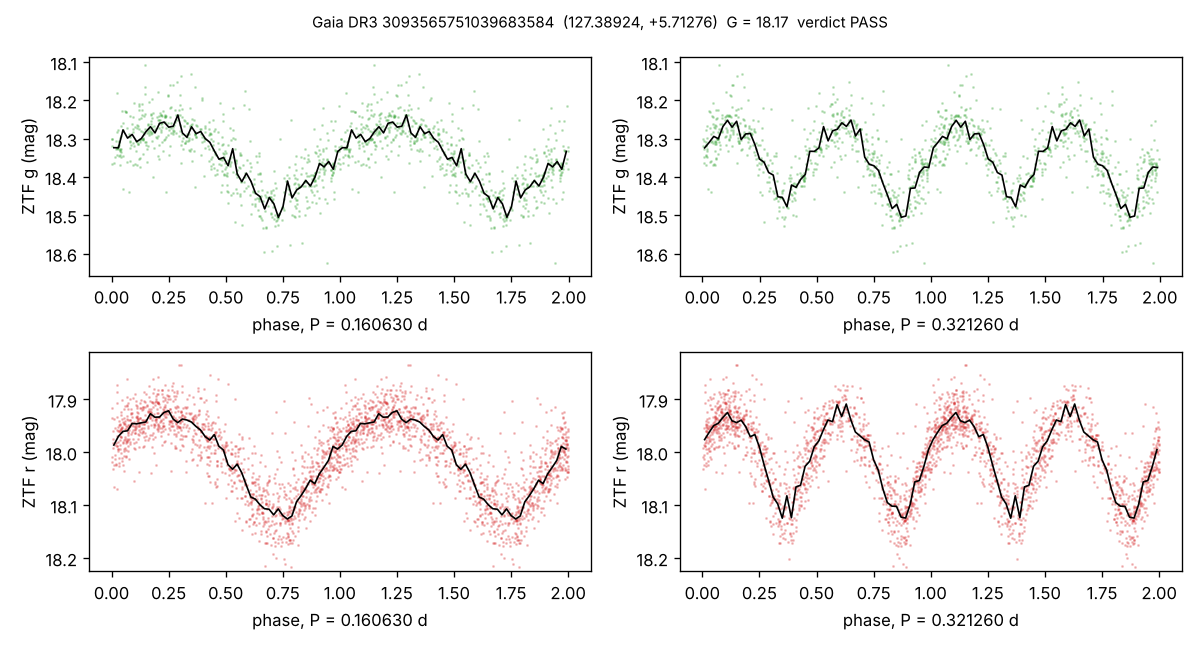 Gaia DR3 3093565751039683584 (127.38924, +5.71276) G = 18.17 verdict PASS
ZTF g (mag)
18.1
18.2
18.3
18.4
18.5
18.6
0.00 0.25 0.50 0.75 1.00 1.25 1.50 1.75 2.00
phase, P = 0.160630 d
ZTF g (mag)
18.1
18.2
18.3
18.4
18.5
18.6
0.00 0.25 0.50 0.75 1.00 1.25 1.50 1.75 2.00
phase, P = 0.321260 d
ZTF r (mag)
17.9
18.0
18.1
18.2
0.00 0.25 0.50 0.75 1.00 1.25 1.50 1.75 2.00
phase, P = 0.160630 d
ZTF r (mag)
17.9
18.0
18.1
18.2
0.00 0.25 0.50 0.75 1.00 1.25 1.50 1.75 2.00
phase, P = 0.321260 d